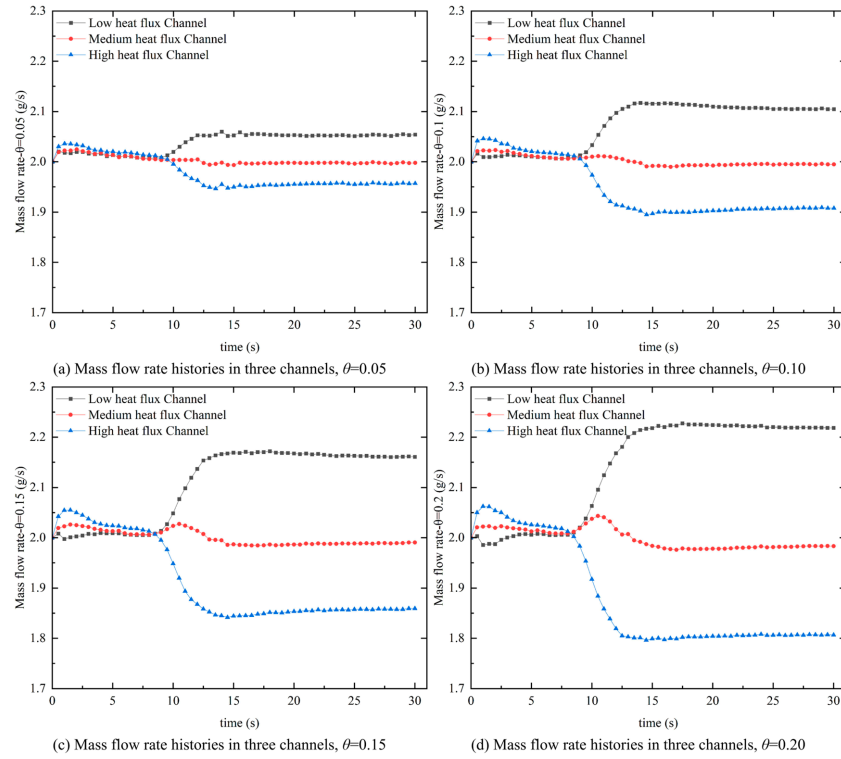 2.3
2.2
2.1
2.0
1.9
1.8
1.7
Mass flow rate-θ=0.05 (g/s)
Low heat flux Channel
Medium heat flux Channel
High heat flux Channel
0 5 10 15 20 25 30
time (s)
(a) Mass flow rate histories in three channels, θ=0.05
2.3
2.2
2.1
2.0
1.9
1.8
1.7
Mass flow rate-θ=0.1 (g/s)
Low heat flux Channel
Medium heat flux Channel
High heat flux Channel
0 5 10 15 20 25 30
time (s)
(b) Mass flow rate histories in three channels, θ=0.10
2.3
2.2
2.1
2.0
1.9
1.8
1.7
Mass flow rate-θ=0.15 (g/s)
Low heat flux Channel
Medium heat flux Channel
High heat flux Channel
0 5 10 15 20 25 30
time (s)
(c) Mass flow rate histories in three channels, θ=0.15
2.3
2.2
2.1
2.0
1.9
1.8
1.7
Mass flow rate-θ=0.2 (g/s)
Low heat flux Channel
Medium heat flux Channel
High heat flux Channel
0 5 10 15 20 25 30
time (s)
(d) Mass flow rate histories in three channels, θ=0.20